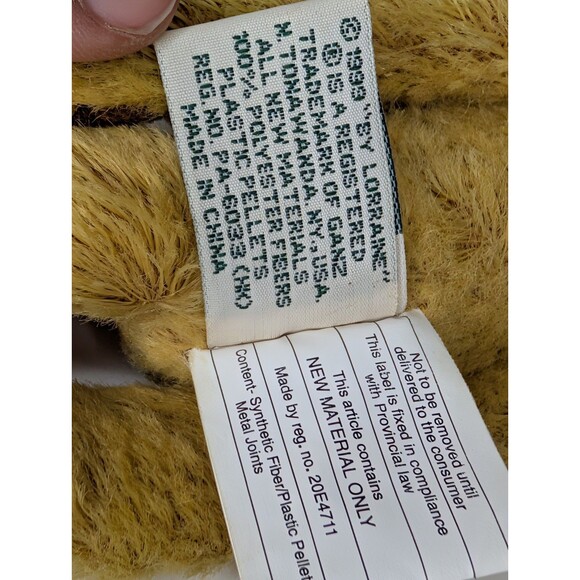 © 1999 "BY LORRAINE"
® IS A REGISTERED
TRADEMARK OF GANZ
N. TONAWANDA, NY., USA.
ALL NEW MATERIALS
100% POLYESTER FIBERS
PLASTIC PELLETS
REG. NO. PA-6033 (HK)
MADE IN CHINA
Not to be removed until
delivered to the consumer
This label is fixed in compliance
with Provincial law
This article contains
NEW MATERIAL ONLY
Made by reg. no. 20E4711
Content- Synthetic Fiber/Plastic Pellet
Metal Joints